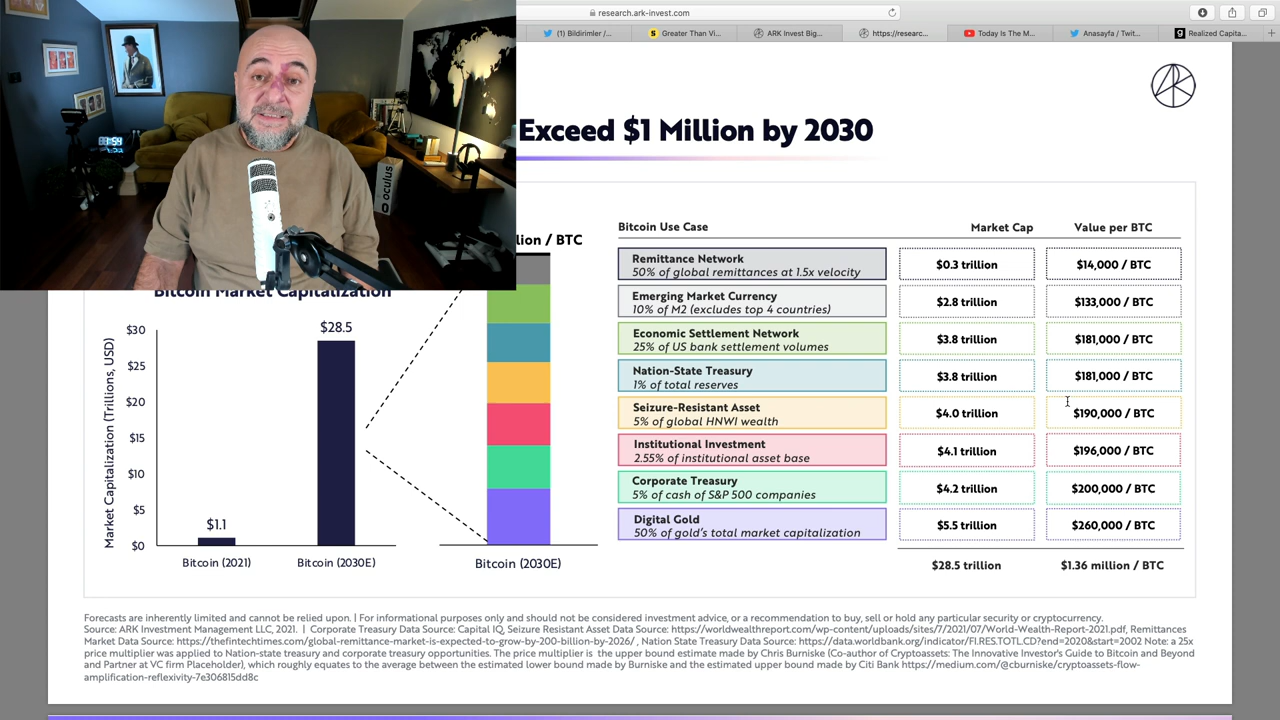 research.ark-invest.com
(1) Bildirimler /...
Greater Than Vi...
ARK Invest Big...
https://researc...
Today Is The M...
Anasayfa / Twit...
Realized Capita...
Exceed $1 Million by 2030
oculus
lion / BTC
Bitcoin Market Capitalization
Market Capitalization (Trillions, USD)
$30
$25
$20
$15
$10
$5
$0
$1.1
$28.5
Bitcoin (2021)
Bitcoin (2030E)
Bitcoin (2030E)
Bitcoin Use Case Market Cap Value per BTC
Remittance Network
50% of global remittances at 1.5x velocity
$0.3 trillion $14,000 / BTC
Emerging Market Currency
10% of M2 (excludes top 4 countries)
$2.8 trillion $133,000 / BTC
Economic Settlement Network
25% of US bank settlement volumes
$3.8 trillion $181,000 / BTC
Nation-State Treasury
1% of total reserves
$3.8 trillion $181,000 / BTC
Seizure-Resistant Asset
5% of global HNWI wealth
$4.0 trillion $190,000 / BTC
Institutional Investment
2.55% of institutional asset base
$4.1 trillion $196,000 / BTC
Corporate Treasury
5% of cash of S&P 500 companies
$4.2 trillion $200,000 / BTC
Digital Gold
50% of gold's total market capitalization
$5.5 trillion $260,000 / BTC
$28.5 trillion $1.36 million / BTC
Forecasts are inherently limited and cannot be relied upon. | For informational purposes only and should not be considered investment advice, or a recommendation to buy, sell or hold any particular security or cryptocurrency.
Source: ARK Investment Management LLC, 2021. | Corporate Treasury Data Source: Capital IQ, Seizure Resistant Asset Data Source: https://worldwealthreport.com/wp-content/uploads/sites/7/2021/07/World-Wealth-Report-2021.pdf, Remittances
Market Data Source: https://thefintechtimes.com/global-remittance-market-is-expected-to-grow-by-200-billion-by-2026/ , Nation State Treasury Data Source: https://data.worldbank.org/indicator/FI.RES.TOTL.CD?end=2020&start=2002 Note: a 25x
price multiplier was applied to Nation-state treasury and corporate treasury opportunities. The price multiplier is the upper bound estimate made by Chris Burniske (Co-author of Cryptoassets: The Innovative Investor's Guide to Bitcoin and Beyond
and Partner at VC firm Placeholder), which roughly equates to the average between the estimated lower bound made by Burniske and the estimated upper bound made by Citi Bank https://medium.com/@cburniske/cryptoassets-flow-
amplification-reflexivity-7e306815dd8c